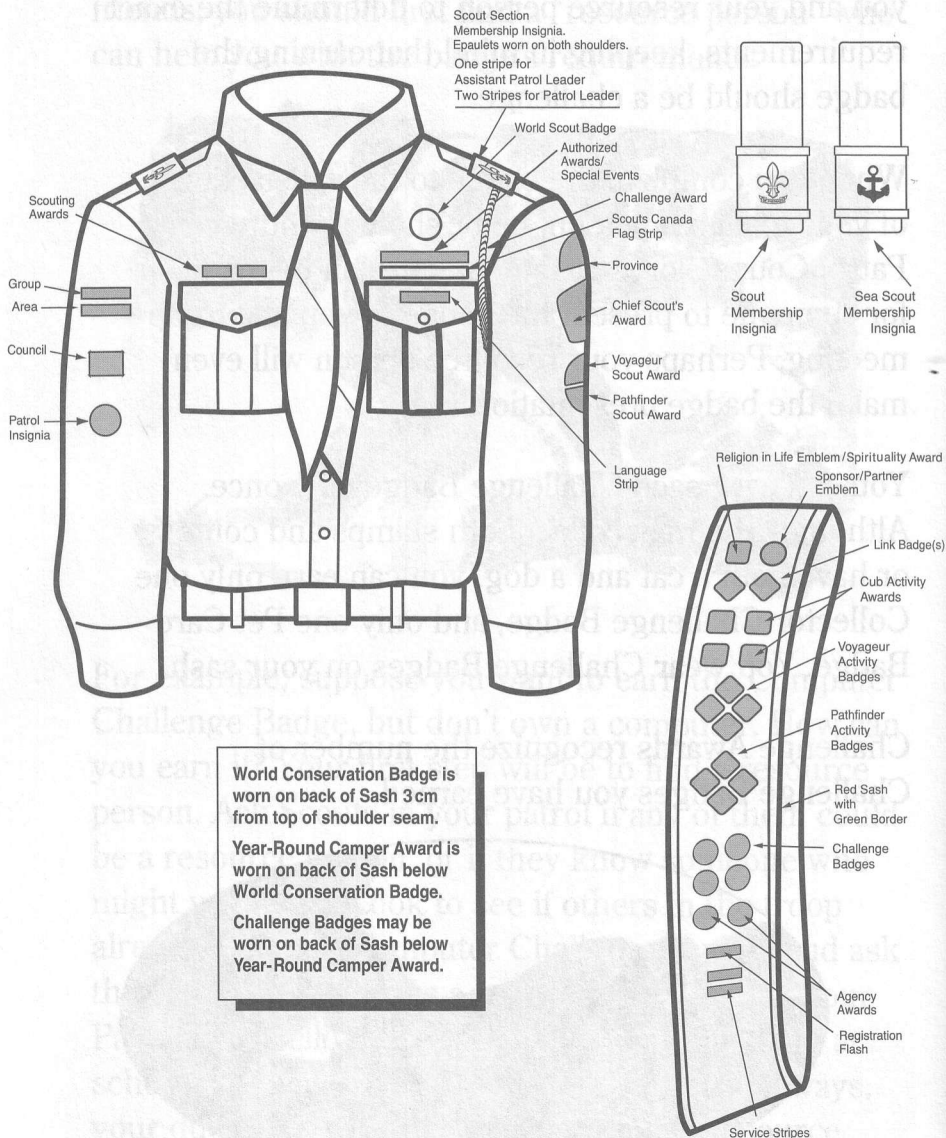 Scout Section
Membership Insignia.
Epaulets worn on both shoulders.
One stripe for
Assistant Patrol Leader
Two Stripes for Patrol Leader
World Scout Badge
Authorized
Awards/
Special Events
Challenge Award
Scouts Canada
Flag Strip
Province
Chief Scout's
Award
Voyageur
Scout Award
Pathfinder
Scout Award
Language
Strip
Scouting
Awards
Group
Area
Council
Patrol
Insignia
Scout
Membership
Insignia
Sea Scout
Membership
Insignia
Religion in Life Emblem/Spirituality Award
Sponsor/Partner
Emblem
Link Badge(s)
Cub Activity
Awards
Voyageur
Activity
Badges
Pathfinder
Activity
Badges
Red Sash
with
Green Border
Challenge
Badges
Agency
Awards
Registration
Flash
Service Stripes
World Conservation Badge is
worn on back of Sash 3cm
from top of shoulder seam.
Year-Round Camper Award is
worn on back of Sash below
World Conservation Badge.
Challenge Badges may be
worn on back of Sash below
Year-Round Camper Award.